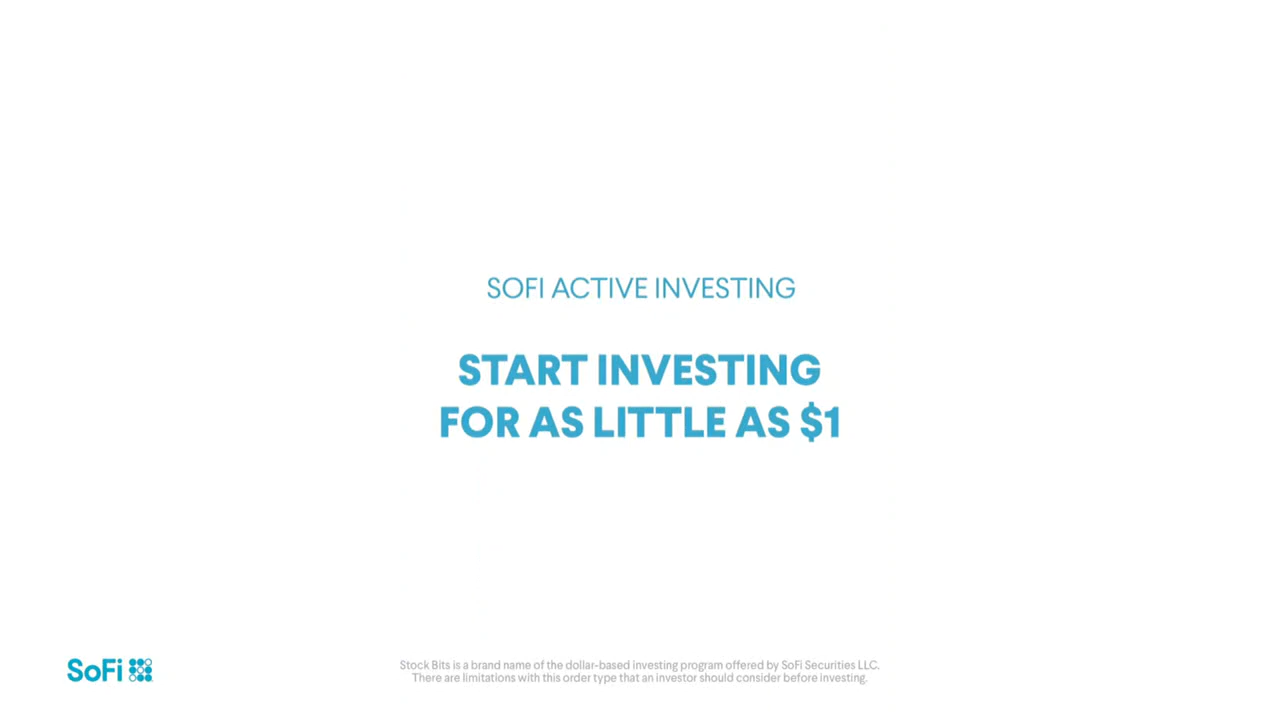 SOFI ACTIVE INVESTING
START INVESTING
FOR AS LITTLE AS $1
SoFi
Stock Bits is a brand name of the dollar-based investing program offered by SoFi Securities LLC.
There are limitations with this order type that an investor should consider before investing.